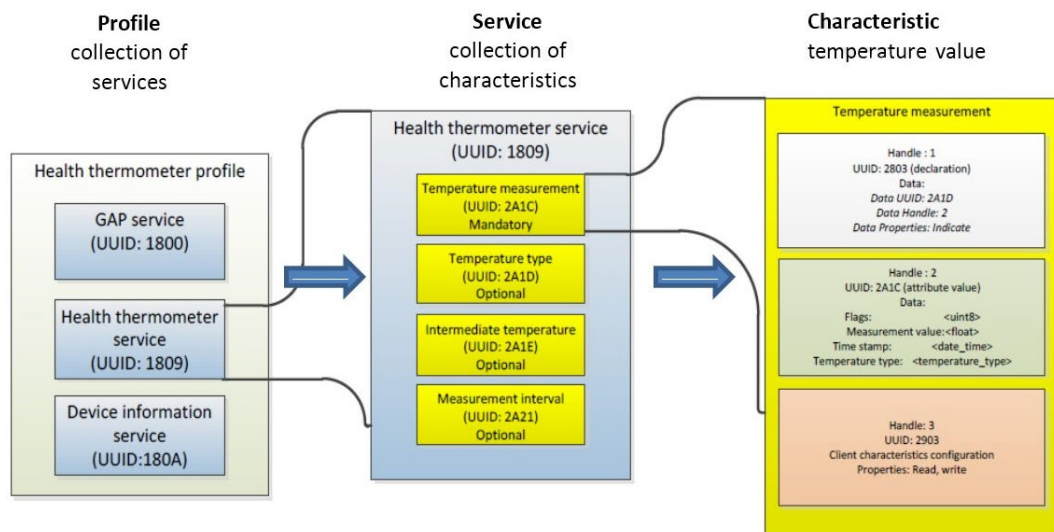 Profile
collection of
services
Service
collection of
characteristics
Characteristic
temperature value
Health thermometer profile
GAP service
(UUID: 1800)
Health thermometer
service
(UUID: 1809)
Device information
service
(UUID:180A)
Health thermometer service
(UUID: 1809)
Temperature measurement
(UUID: 2A1C)
Mandatory
Temperature type
(UUID: 2A1D)
Optional
Intermediate temperature
(UUID: 2A1E)
Optional
Measurement interval
(UUID: 2A21)
Optional
Temperature measurement
Handle : 1
UUID: 2803 (declaration)
Data:
Data UUID: 2A1D
Data Handle: 2
Data Properties: Indicate
Handle : 2
UUID: 2A1C (attribute value)
Data:
Flags: <uint8>
Measurement value:<float>
Time stamp: <date_time>
Temperature type: <temperature_type>
Handle: 3
UUID: 2903
Client characteristics configuration
Properties: Read, write